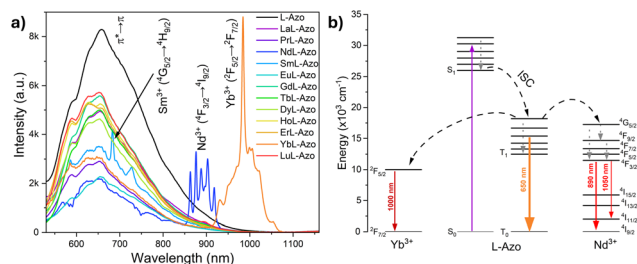 a)
b)
Intensity (a.u.)
8k
6k
4k
2k
0
600
700
800
900
1000
1100
Wavelength (nm)
π*→π
Sm³⁺ (⁴G₅/₂→⁴H₉/₂)
Nd³⁺ (⁴F₃/₂→⁴I₉/₂)
Yb³⁺ (²F₅/₂→²F₇/₂)
L-Azo
LaL-Azo
PrL-Azo
NdL-Azo
SmL-Azo
EuL-Azo
GdL-Azo
TbL-Azo
DyL-Azo
HoL-Azo
ErL-Azo
YbL-Azo
LuL-Azo
Energy (x10³ cm⁻¹)
30
25
20
15
10
5
0
²F₅/₂
1000 nm
²F₇/₂
Yb³⁺
S₁
ISC
T₁
650 nm
S₀
T₀
L-Azo
⁴G₅/₂
⁴F₉/₂
⁴F₇/₂
⁴F₅/₂
⁴F₃/₂
890 nm
1050 nm
⁴I₁₅/₂
⁴I₁₃/₂
⁴I₁₁/₂
⁴I₉/₂
Nd³⁺